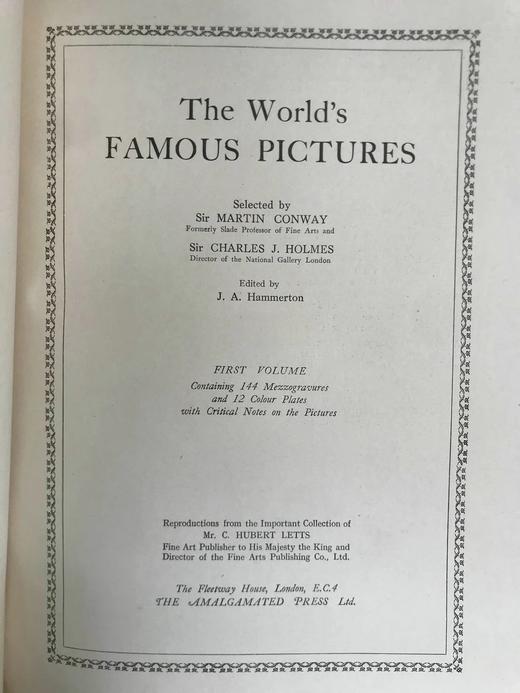 The World's
FAMOUS PICTURES
Selected by
Sir MARTIN CONWAY
Formerly Slade Professor of Fine Arts and
Sir CHARLES J. HOLMES
Director of the National Gallery London
Edited by
J. A. Hammerton
FIRST VOLUME
Containing 144 Mezzogravures
and 12 Colour Plates
with Critical Notes on the Pictures
Reproductions from the Important Collection of
Mr. C. HUBERT LETTS
Fine Art Publisher to His Majesty the King and
Director of the Fine Arts Publishing Co., Ltd.
The Fleetway House, London, E.C.4
THE AMALGAMATED PRESS Ltd.